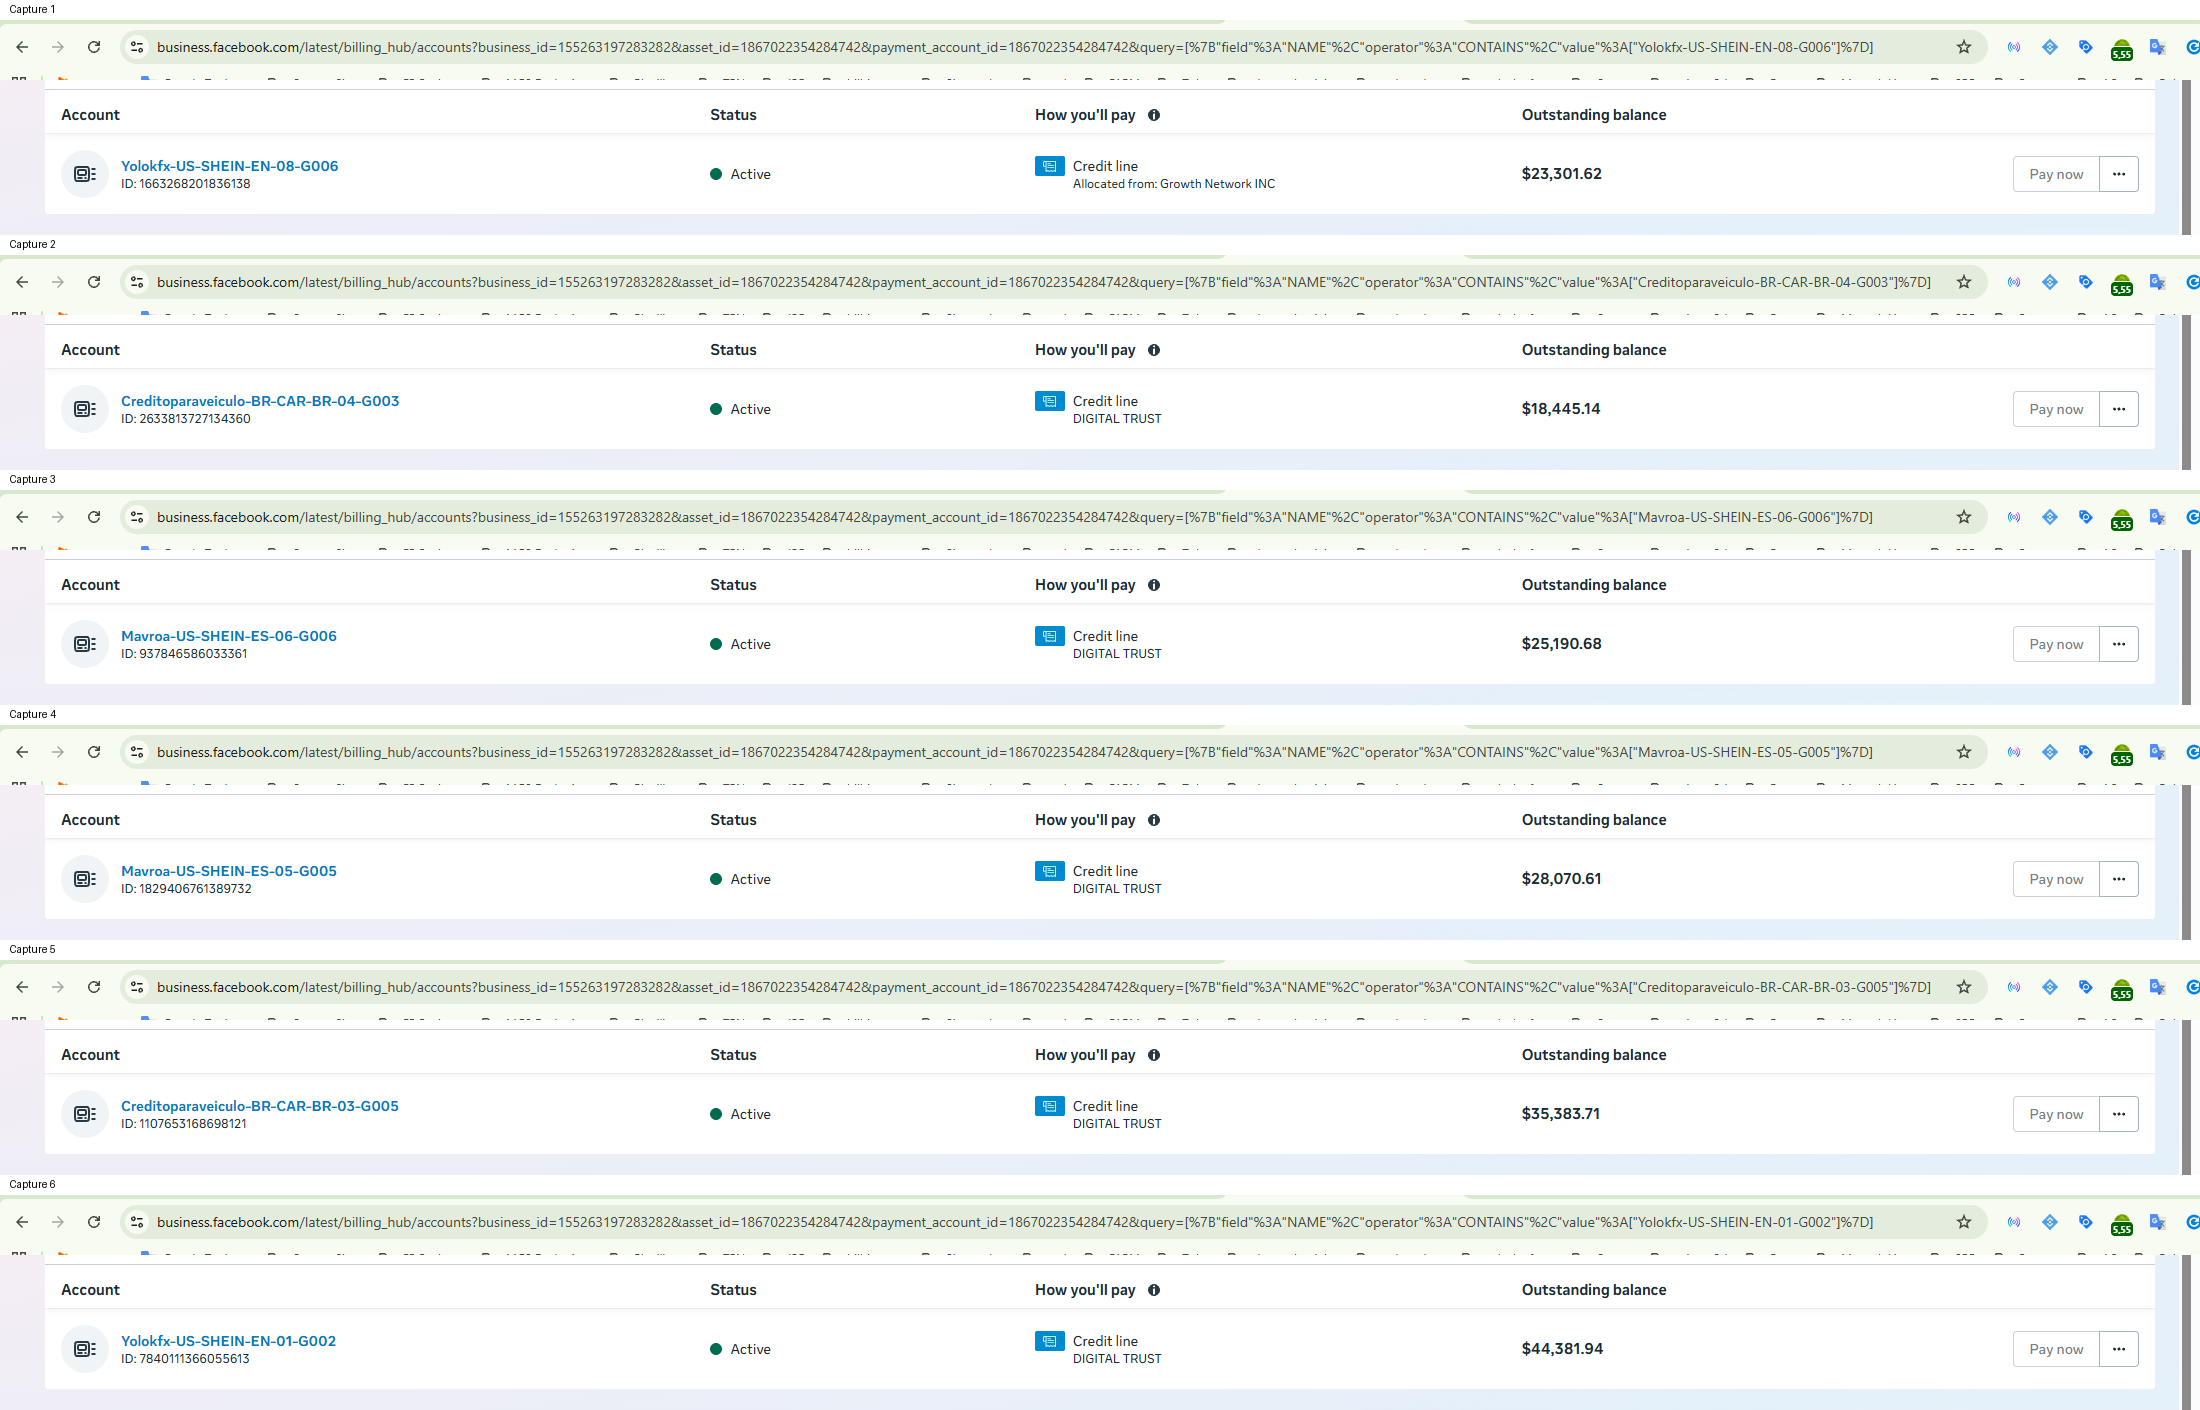 Capture 1
business.facebook.com/latest/billing_hub/accounts?business_id=155263197283282&asset_id=1867022354284742&payment_account_id=1867022354284742&query=[%7B"field"%3A"NAME"%2C"operator"%3A"CONTAINS"%2C"value"%3A["Yolokfx-US-SHEIN-EN-08-G006"]%7D]
5,55
Account Status How you'll pay Outstanding balance
Yolokfx-US-SHEIN-EN-08-G006
ID: 1663268201836138
Active
Credit line
Allocated from: Growth Network INC
$23,301.62
Pay now
Capture 2
business.facebook.com/latest/billing_hub/accounts?business_id=155263197283282&asset_id=1867022354284742&payment_account_id=1867022354284742&query=[%7B"field"%3A"NAME"%2C"operator"%3A"CONTAINS"%2C"value"%3A["Creditoparaveiculo-BR-CAR-BR-04-G003"]%7D]
5,55
Account Status How you'll pay Outstanding balance
Creditoparaveiculo-BR-CAR-BR-04-G003
ID: 2633813727134360
Active
Credit line
DIGITAL TRUST
$18,445.14
Pay now
Capture 3
business.facebook.com/latest/billing_hub/accounts?business_id=155263197283282&asset_id=1867022354284742&payment_account_id=1867022354284742&query=[%7B"field"%3A"NAME"%2C"operator"%3A"CONTAINS"%2C"value"%3A["Mavroa-US-SHEIN-ES-06-G006"]%7D]
5,55
Account Status How you'll pay Outstanding balance
Mavroa-US-SHEIN-ES-06-G006
ID: 937846586033361
Active
Credit line
DIGITAL TRUST
$25,190.68
Pay now
Capture 4
business.facebook.com/latest/billing_hub/accounts?business_id=155263197283282&asset_id=1867022354284742&payment_account_id=1867022354284742&query=[%7B"field"%3A"NAME"%2C"operator"%3A"CONTAINS"%2C"value"%3A["Mavroa-US-SHEIN-ES-05-G005"]%7D]
5,55
Account Status How you'll pay Outstanding balance
Mavroa-US-SHEIN-ES-05-G005
ID: 1829406761389732
Active
Credit line
DIGITAL TRUST
$28,070.61
Pay now
Capture 5
business.facebook.com/latest/billing_hub/accounts?business_id=155263197283282&asset_id=1867022354284742&payment_account_id=1867022354284742&query=[%7B"field"%3A"NAME"%2C"operator"%3A"CONTAINS"%2C"value"%3A["Creditoparaveiculo-BR-CAR-BR-03-G005"]%7D]
5,55
Account Status How you'll pay Outstanding balance
Creditoparaveiculo-BR-CAR-BR-03-G005
ID: 1107653168698121
Active
Credit line
DIGITAL TRUST
$35,383.71
Pay now
Capture 6
business.facebook.com/latest/billing_hub/accounts?business_id=155263197283282&asset_id=1867022354284742&payment_account_id=1867022354284742&query=[%7B"field"%3A"NAME"%2C"operator"%3A"CONTAINS"%2C"value"%3A["Yolokfx-US-SHEIN-EN-01-G002"]%7D]
5,55
Account Status How you'll pay Outstanding balance
Yolokfx-US-SHEIN-EN-01-G002
ID: 7840111366055613
Active
Credit line
DIGITAL TRUST
$44,381.94
Pay now